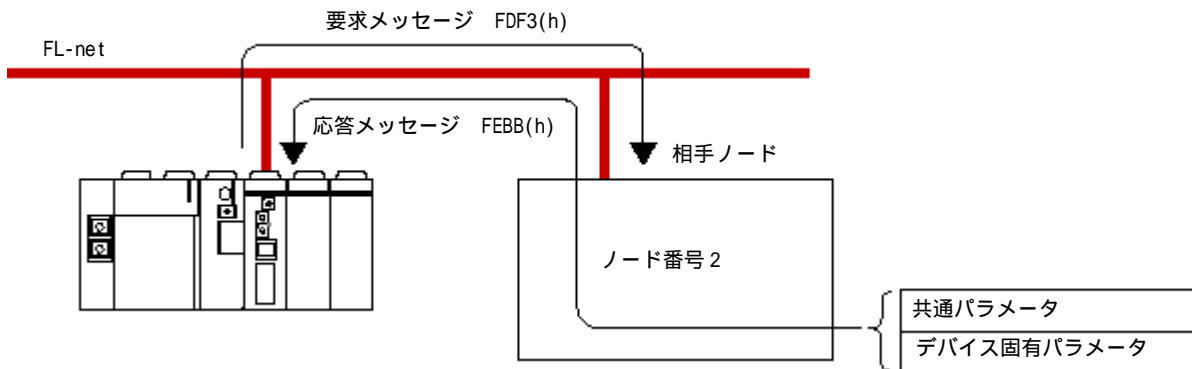 要求メッセージ FDF3(h)
FL-net
応答メッセージ FEBB(h)
相手ノード
ノード番号2
共通パラメータ
デバイス固有パラメータ